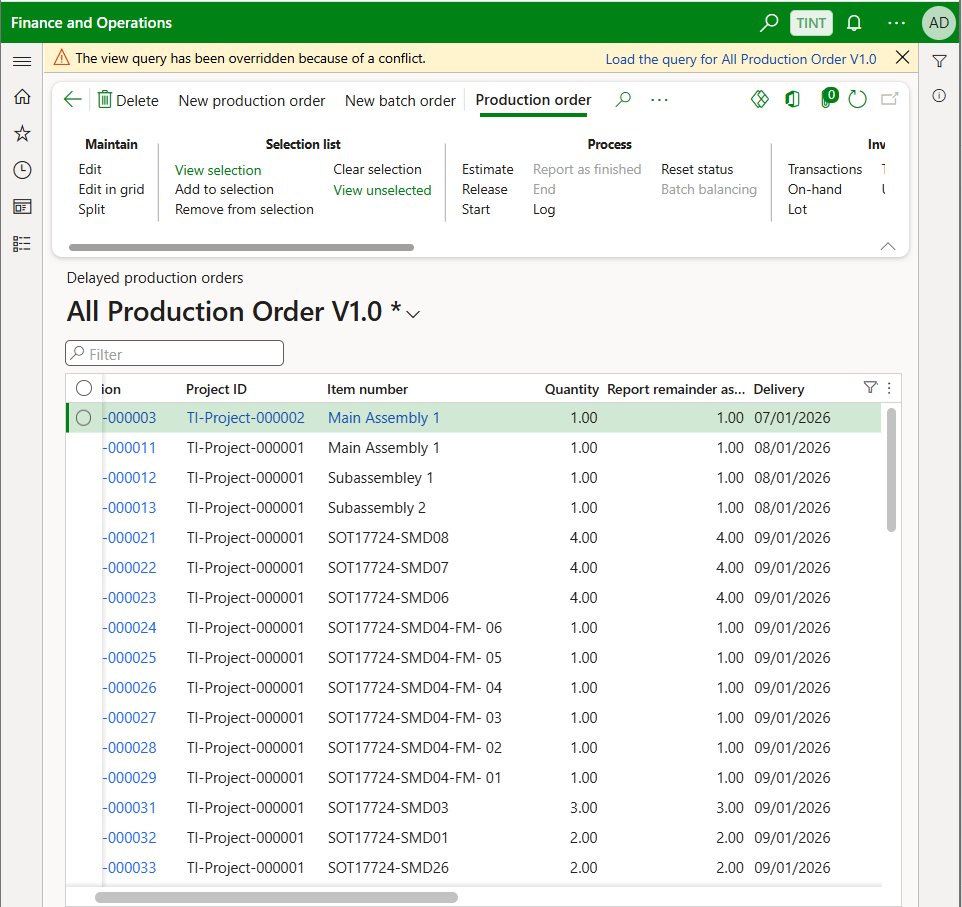 Finance and Operations TINT AD
The view query has been overridden because of a conflict. Load the query for All Production Order V1.0
Delete New production order New batch order Production order 0
Maintain Selection list Process Inv
Edit View selection Clear selection Estimate Report as finished Reset status Transactions
Edit in grid Add to selection View unselected Release End Batch balancing On-hand
Split Remove from selection Start Log Lot
Delayed production orders
All Production Order V1.0 *
Filter
ion Project ID Item number Quantity Report remainder as... Delivery
-000003 TI-Project-000002 Main Assembly 1 1.00 1.00 07/01/2026
-000011 TI-Project-000001 Main Assembly 1 1.00 1.00 08/01/2026
-000012 TI-Project-000001 Subassembley 1 1.00 1.00 08/01/2026
-000013 TI-Project-000001 Subassembly 2 1.00 1.00 08/01/2026
-000021 TI-Project-000001 SOT17724-SMD08 4.00 4.00 09/01/2026
-000022 TI-Project-000001 SOT17724-SMD07 4.00 4.00 09/01/2026
-000023 TI-Project-000001 SOT17724-SMD06 4.00 4.00 09/01/2026
-000024 TI-Project-000001 SOT17724-SMD04-FM- 06 1.00 1.00 09/01/2026
-000025 TI-Project-000001 SOT17724-SMD04-FM- 05 1.00 1.00 09/01/2026
-000026 TI-Project-000001 SOT17724-SMD04-FM- 04 1.00 1.00 09/01/2026
-000027 TI-Project-000001 SOT17724-SMD04-FM- 03 1.00 1.00 09/01/2026
-000028 TI-Project-000001 SOT17724-SMD04-FM- 02 1.00 1.00 09/01/2026
-000029 TI-Project-000001 SOT17724-SMD04-FM- 01 1.00 1.00 09/01/2026
-000031 TI-Project-000001 SOT17724-SMD03 3.00 3.00 09/01/2026
-000032 TI-Project-000001 SOT17724-SMD01 2.00 2.00 09/01/2026
-000033 TI-Project-000001 SOT17724-SMD26 2.00 2.00 09/01/2026